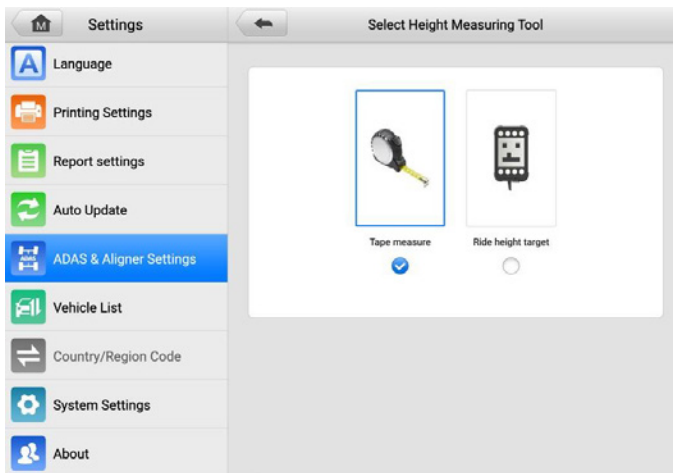 Settings
Select Height Measuring Tool
Language
Printing Settings
Report settings
Auto Update
ADAS & Aligner Settings
Vehicle List
Country/Region Code
System Settings
About
Tape measure
Ride height target